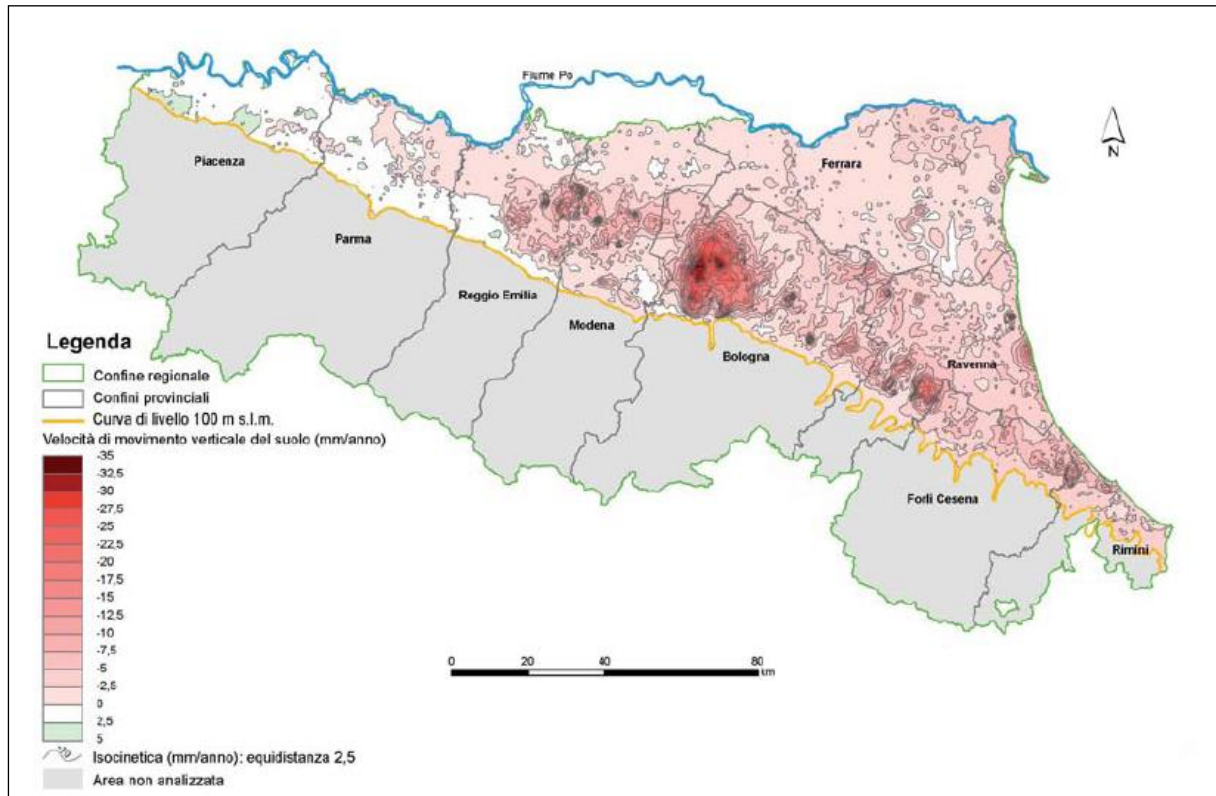 Fiume Po
N
Piacenza
Ferrara
Parma
Reggio Emilia
Modena
Bologna
Ravenna
Forlì Cesena
Rimini
Legenda
Confine regionale
Confini provinciali
Curva di livello 100 m s.l.m.
Velocità di movimento verticale del suolo (mm/anno)
-35
-32,5
-30
-27,5
-25
-22,5
-20
-17,5
-15
-12,5
-10
-7,5
-5
-2,5
0
2,5
5
Isocinetica (mm/anno): equidistanza 2,5
Area non analizzata
0 20 40 80
km